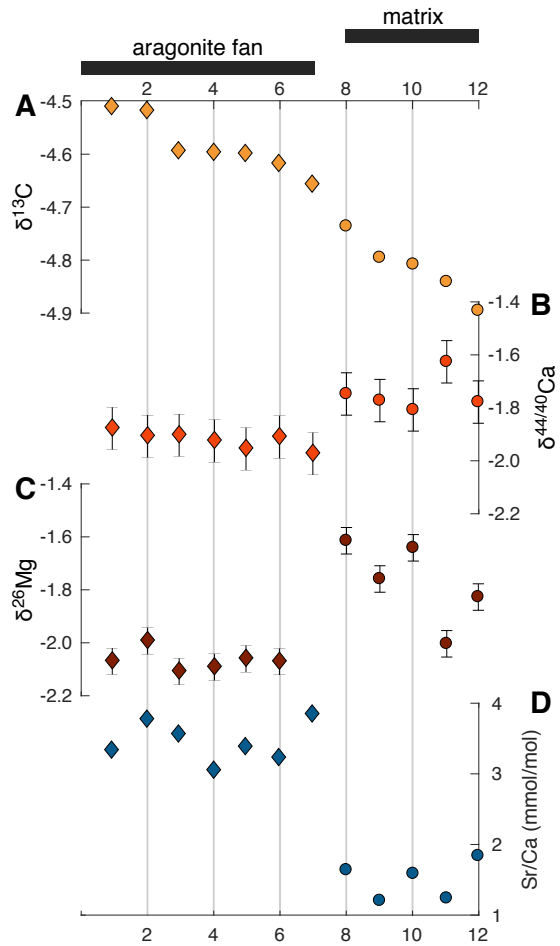 matrix
aragonite fan
2 4 6 8 10 12
A
-4.5
-4.6
-4.7
-4.8
-4.9
δ¹³C
B
-1.4
-1.6
-1.8
-2.0
-2.2
δ⁴⁴/⁴⁰Ca
C
-1.4
-1.6
-1.8
-2.0
-2.2
δ²⁶Mg
D
4
3
2
1
Sr/Ca (mmol/mol)
2 4 6 8 10 12